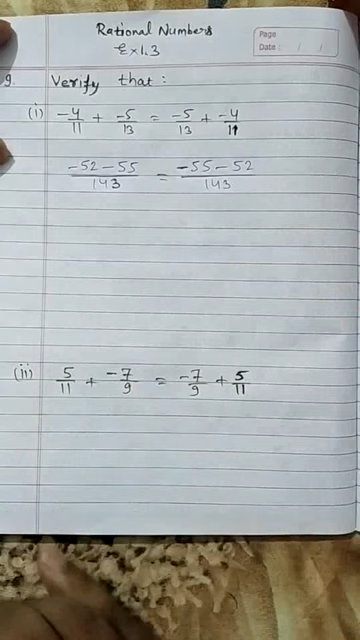 Rational Numbers
Ex 1.3
Page
Date: / /
9. Verify that:
(i) -4/11 + -5/13 = -5/13 + -4/11
-52-55/143 = -55-52/143
(ii) 5/11 + -7/9 = -7/9 + 5/11